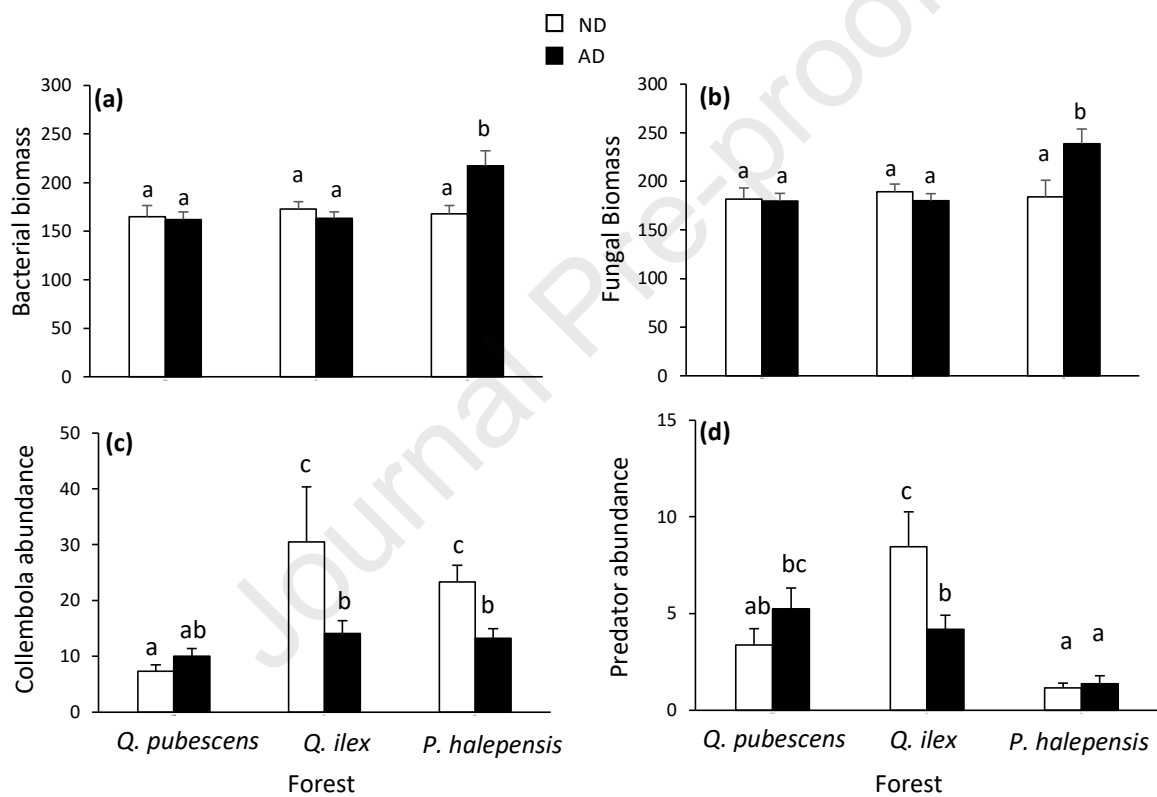 ND
AD
(a)
Bacterial biomass
300
250
200
150
100
50
0
a
a
a
a
a
b
(b)
Fungal Biomass
300
250
200
150
100
50
0
a
a
a
a
a
b
(c)
Collembola abundance
50
40
30
20
10
0
a
ab
c
b
c
b
Q. pubescens
Q. ilex
P. halepensis
Forest
(d)
Predator abundance
15
10
5
0
ab
bc
c
b
a
a
Q. pubescens
Q. ilex
P. halepensis
Forest
Journal Pre-proof